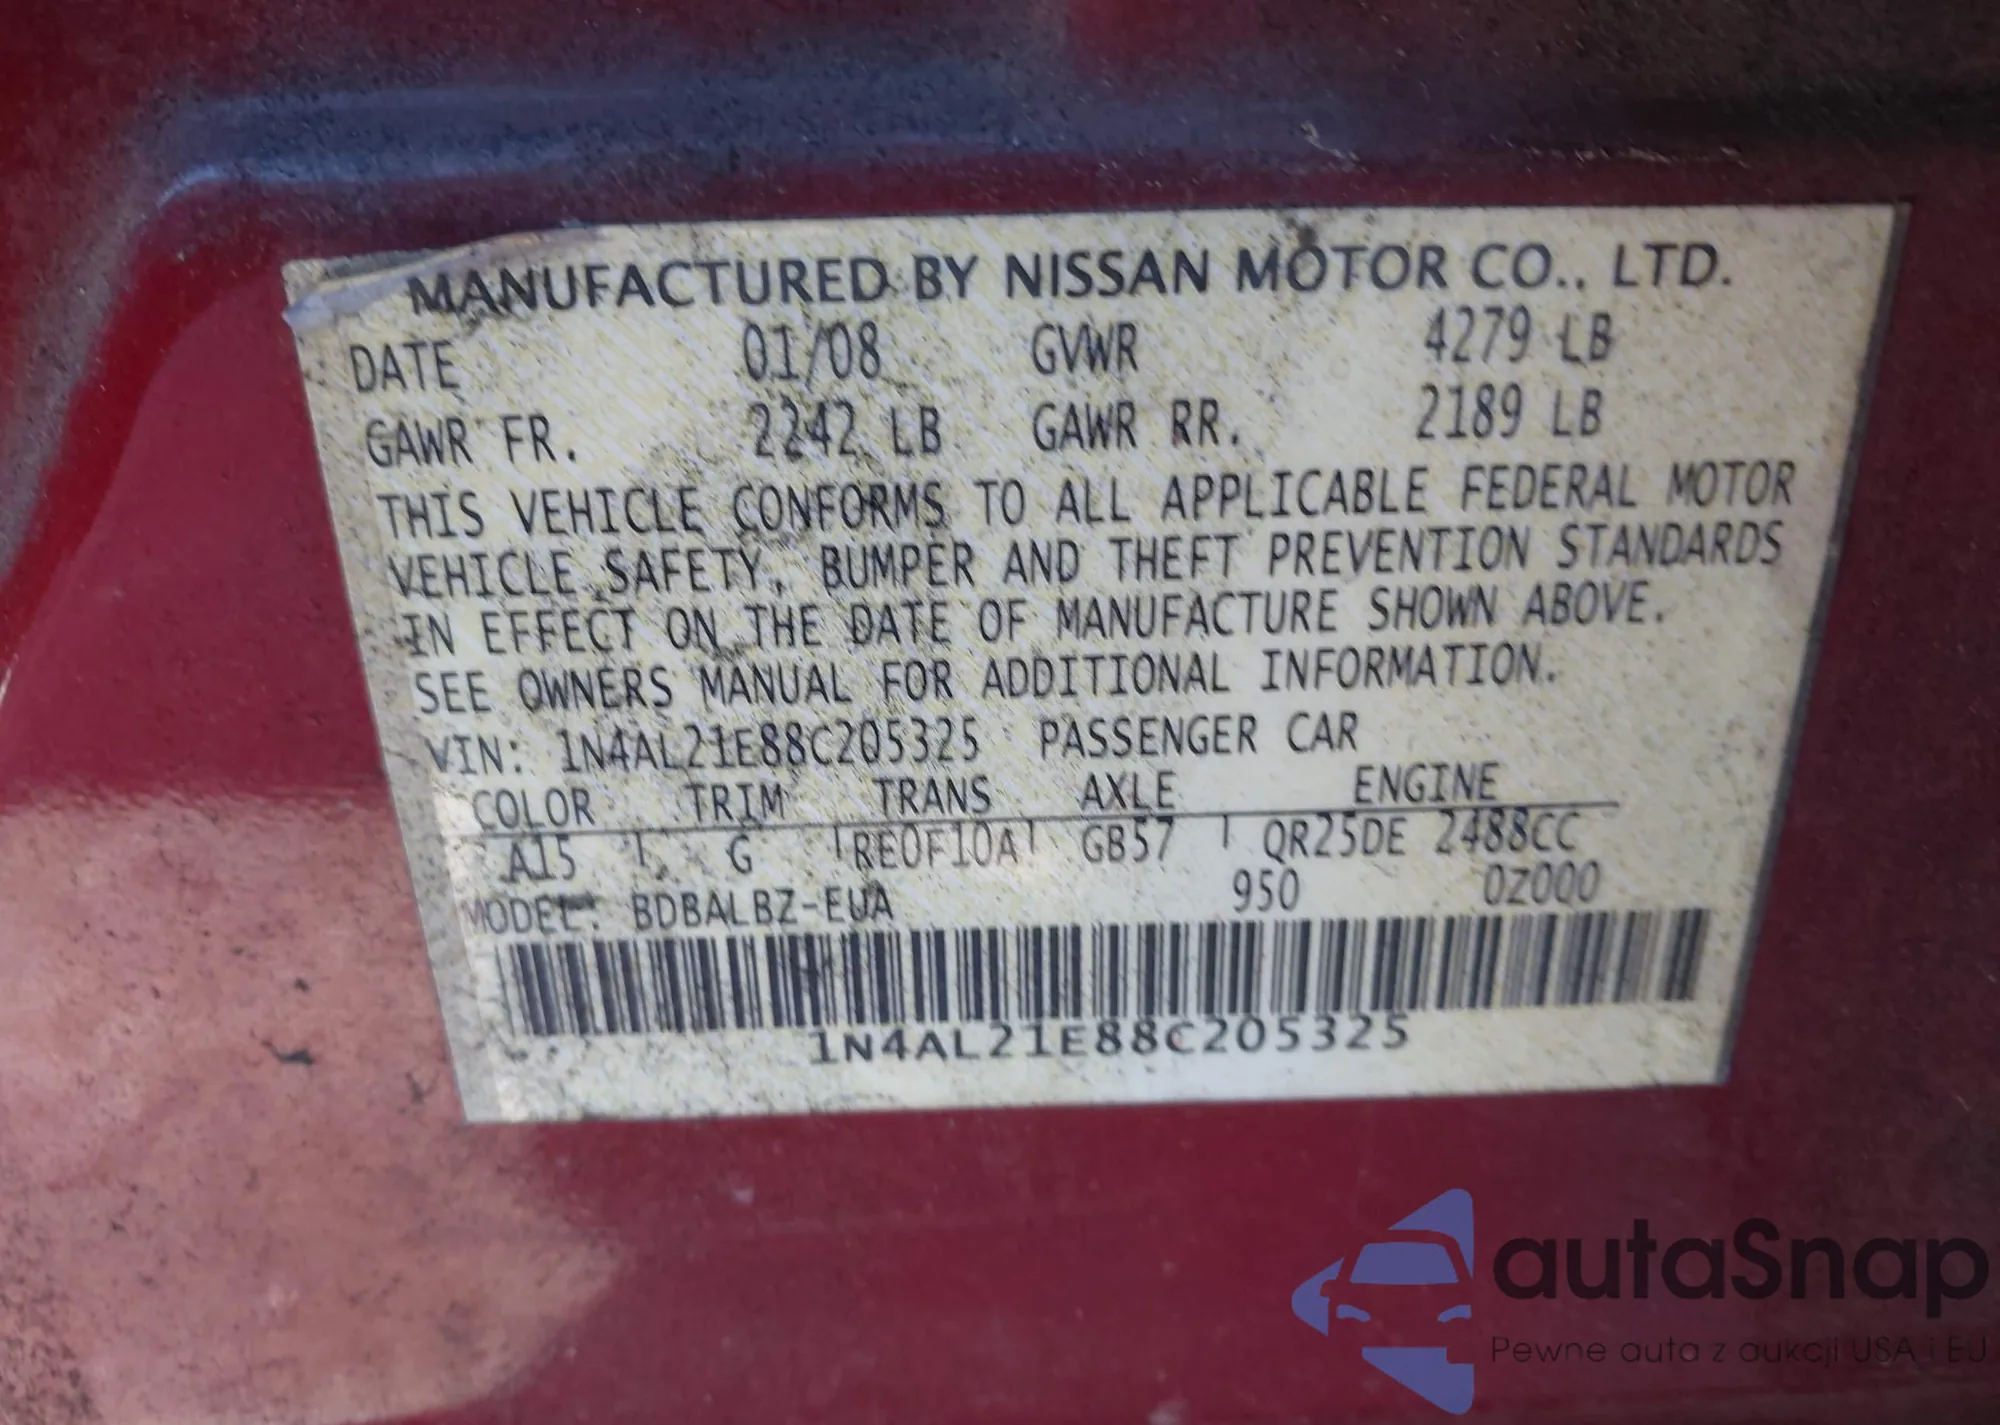 MANUFACTURED BY NISSAN MOTOR CO., LTD.
DATE 01/08 GVWR 4279 LB
GAWR FR. 2242 LB GAWR RR. 2189 LB
THIS VEHICLE CONFORMS TO ALL APPLICABLE FEDERAL MOTOR
VEHICLE SAFETY, BUMPER AND THEFT PREVENTION STANDARDS
IN EFFECT ON THE DATE OF MANUFACTURE SHOWN ABOVE.
SEE OWNERS MANUAL FOR ADDITIONAL INFORMATION.
VIN: 1N4AL21E88C205325 PASSENGER CAR
COLOR TRIM TRANS AXLE ENGINE
A15 G RE0F10A GB57 QR25DE 2488CC
950 0Z000
MODEL: BDBALBZ-EUA
1N4AL21E88C205325
autaSnap
Pewne auta z aukcji USA i EU